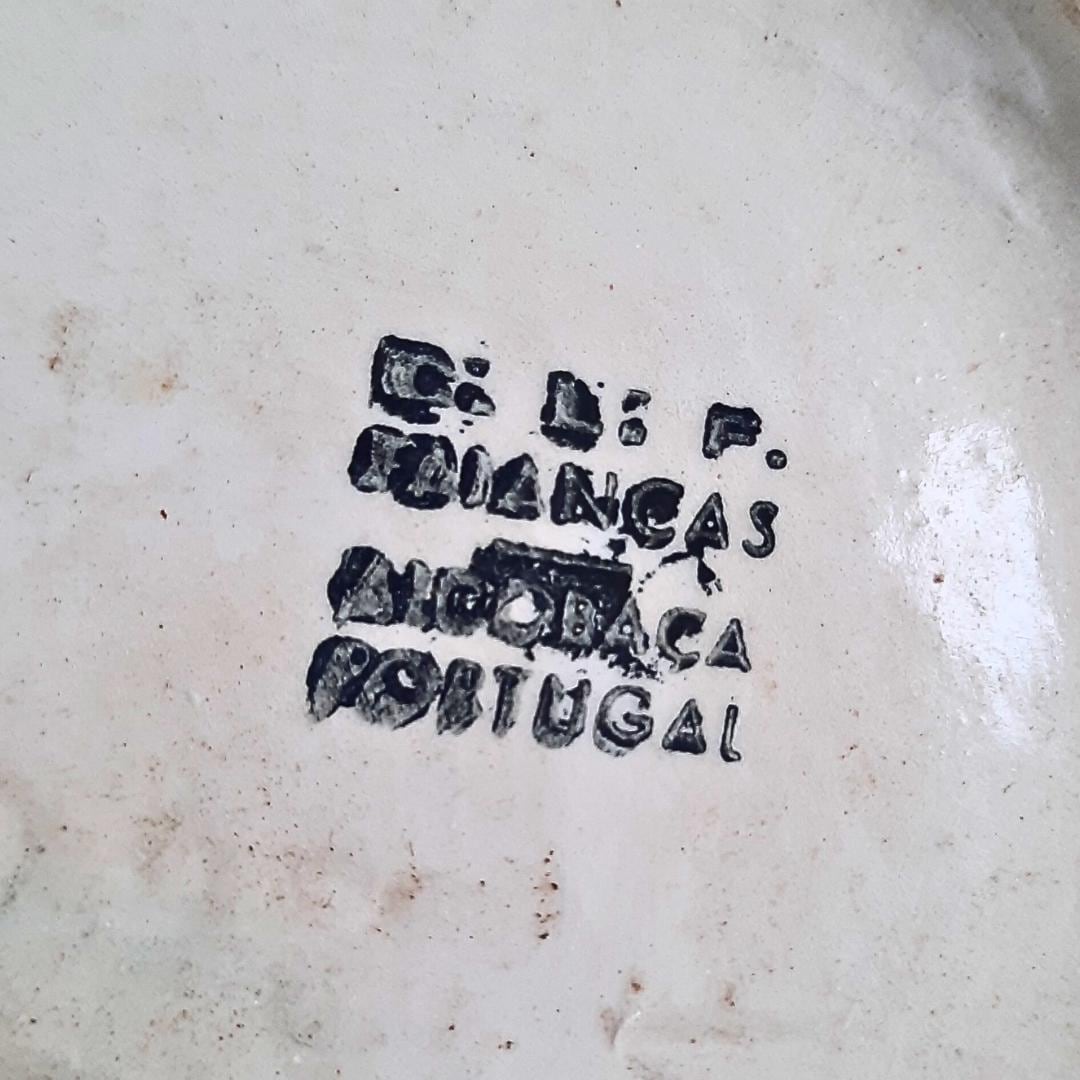 C. L. F.
FAIANÇAS
ALCOBAÇA
PORTUGAL